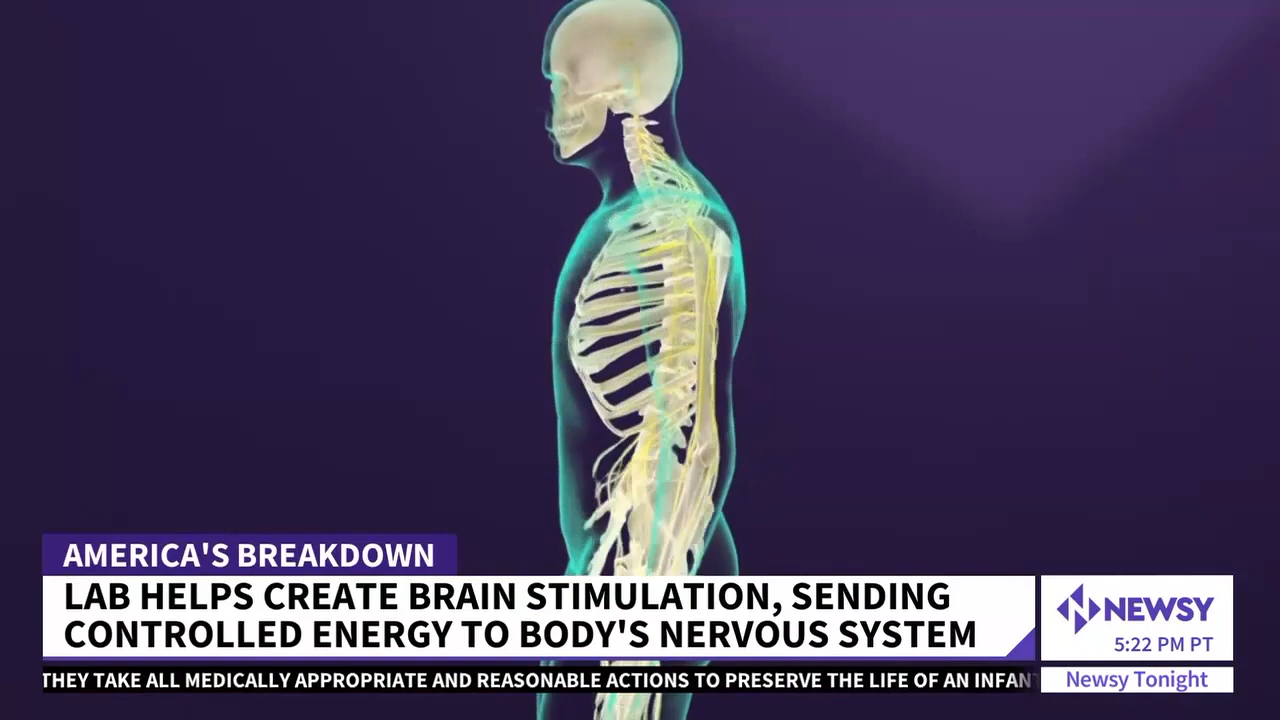 AMERICA'S BREAKDOWN
LAB HELPS CREATE BRAIN STIMULATION, SENDING
CONTROLLED ENERGY TO BODY'S NERVOUS SYSTEM
NEWSY
5:22 PM PT
THEY TAKE ALL MEDICALLY APPROPRIATE AND REASONABLE ACTIONS TO PRESERVE THE LIFE OF AN INFAN
Newsy Tonight